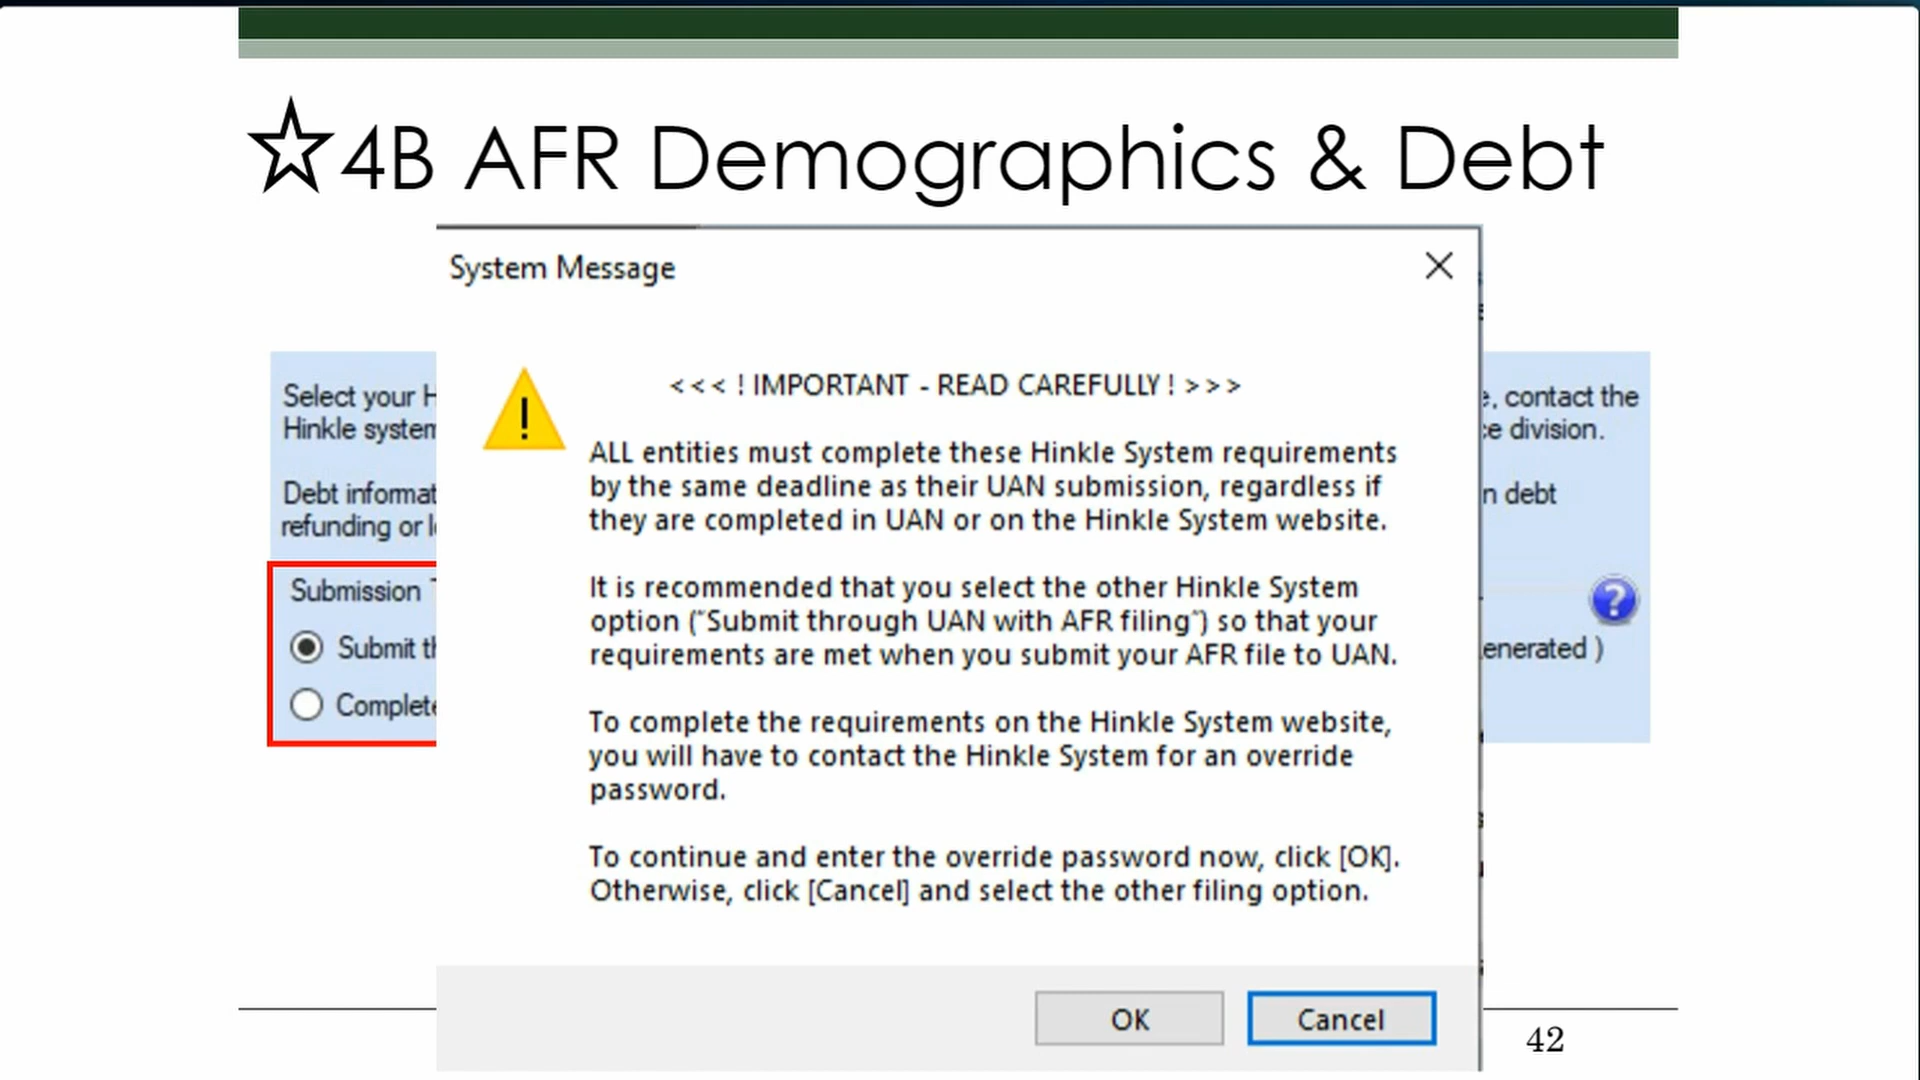 ☆4B AFR Demographics & Debt
System Message
<<< ! IMPORTANT - READ CAREFULLY ! >>>
ALL entities must complete these Hinkle System requirements
by the same deadline as their UAN submission, regardless if
they are completed in UAN or on the Hinkle System website.
It is recommended that you select the other Hinkle System
option ("Submit through UAN with AFR filing") so that your
requirements are met when you submit your AFR file to UAN.
To complete the requirements on the Hinkle System website,
you will have to contact the Hinkle System for an override
password.
To continue and enter the override password now, click [OK].
Otherwise, click [Cancel] and select the other filing option.
OK
Cancel
Select your
Hinkle system
Debt
refunding or
Submission
Submit
, contact the
division.
debt
enerated )
?
42